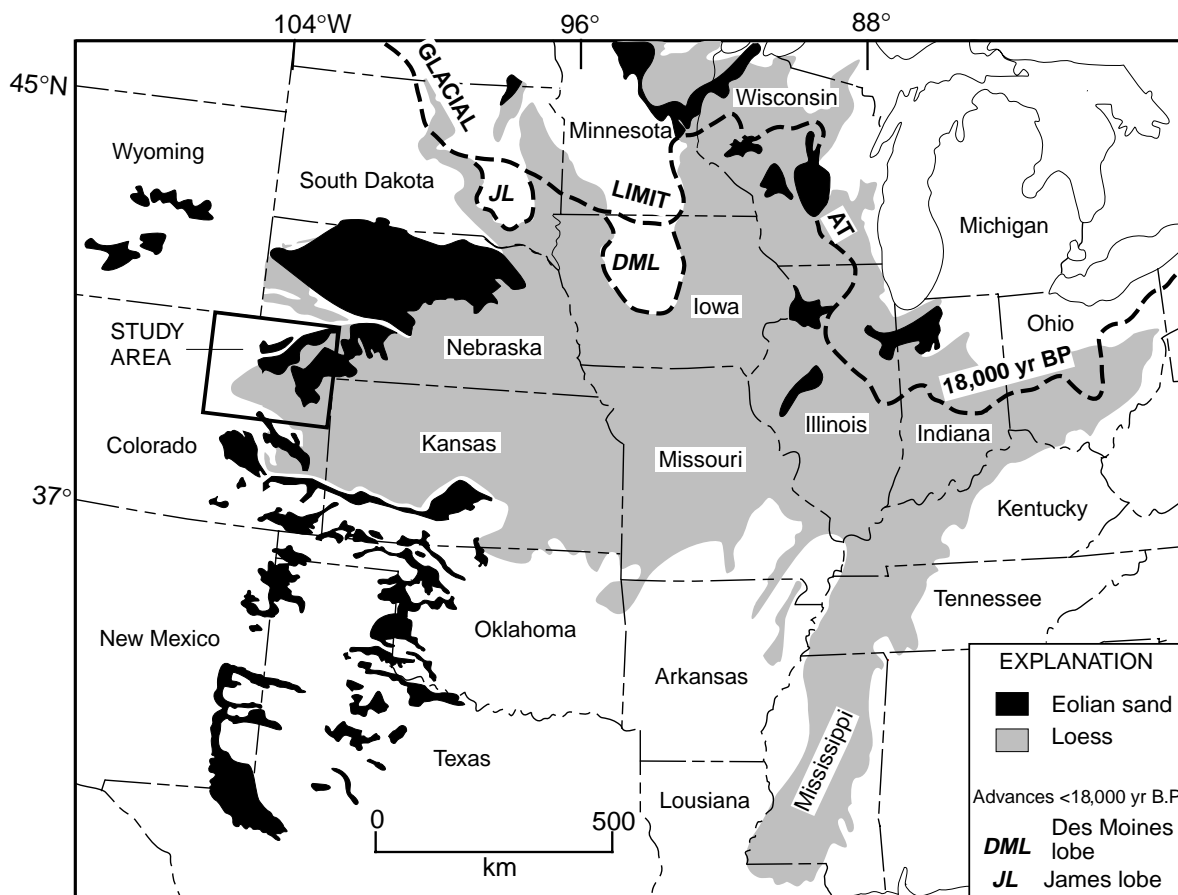 104°W
96°
88°
45°N
GLACIAL
Wisconsin
Minnesota
Wyoming
South Dakota
JL
LIMIT
AT
Michigan
DML
Iowa
STUDY
AREA
Ohio
Nebraska
18,000 yr BP
Illinois
Indiana
Colorado
Kansas
Missouri
37°
Kentucky
Tennessee
New Mexico
Oklahoma
Arkansas
Mississippi
Texas
Lousiana
0 500
km
EXPLANATION
Eolian sand
Loess
Advances <18,000 yr B.P
DML Des Moines
lobe
JL James lobe